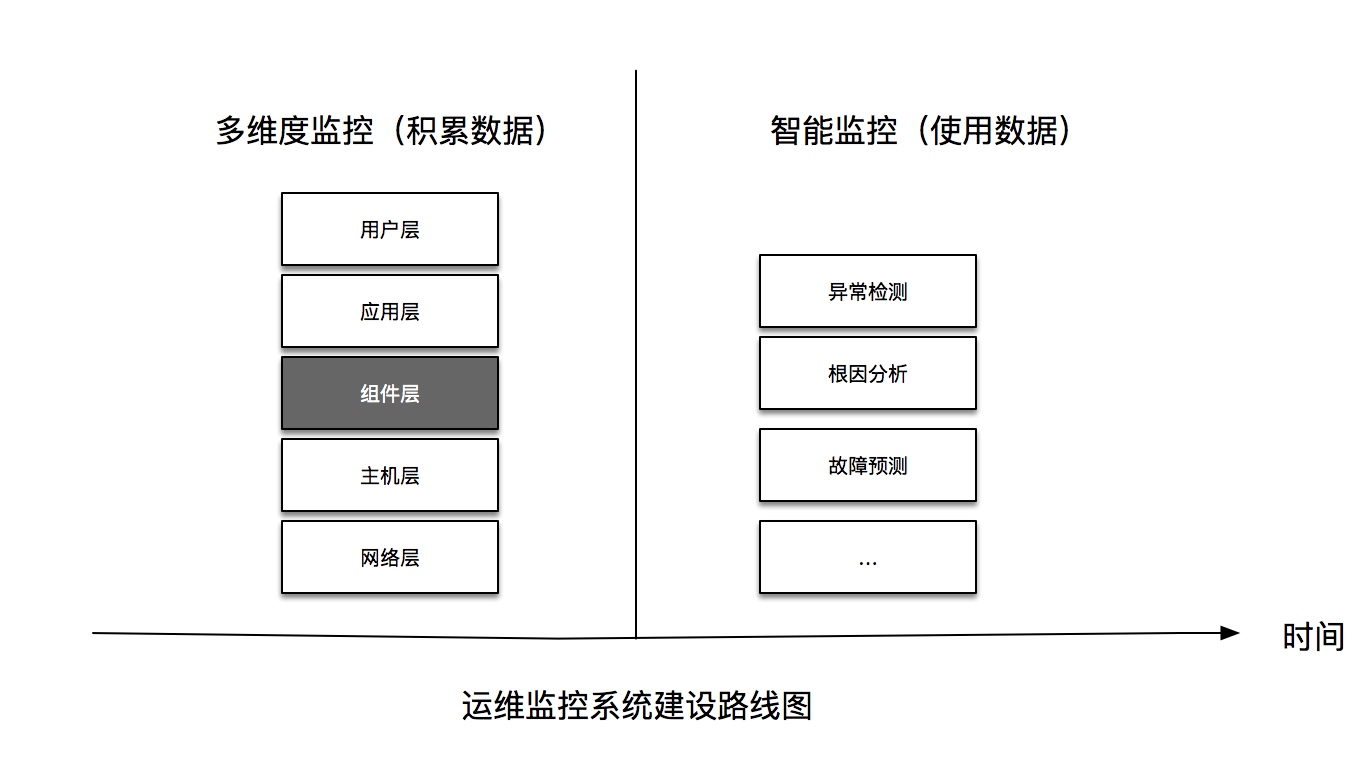 多维度监控（积累数据）
用户层
应用层
组件层
主机层
网络层
智能监控（使用数据）
异常检测
根因分析
故障预测
...
时间
运维监控系统建设路线图